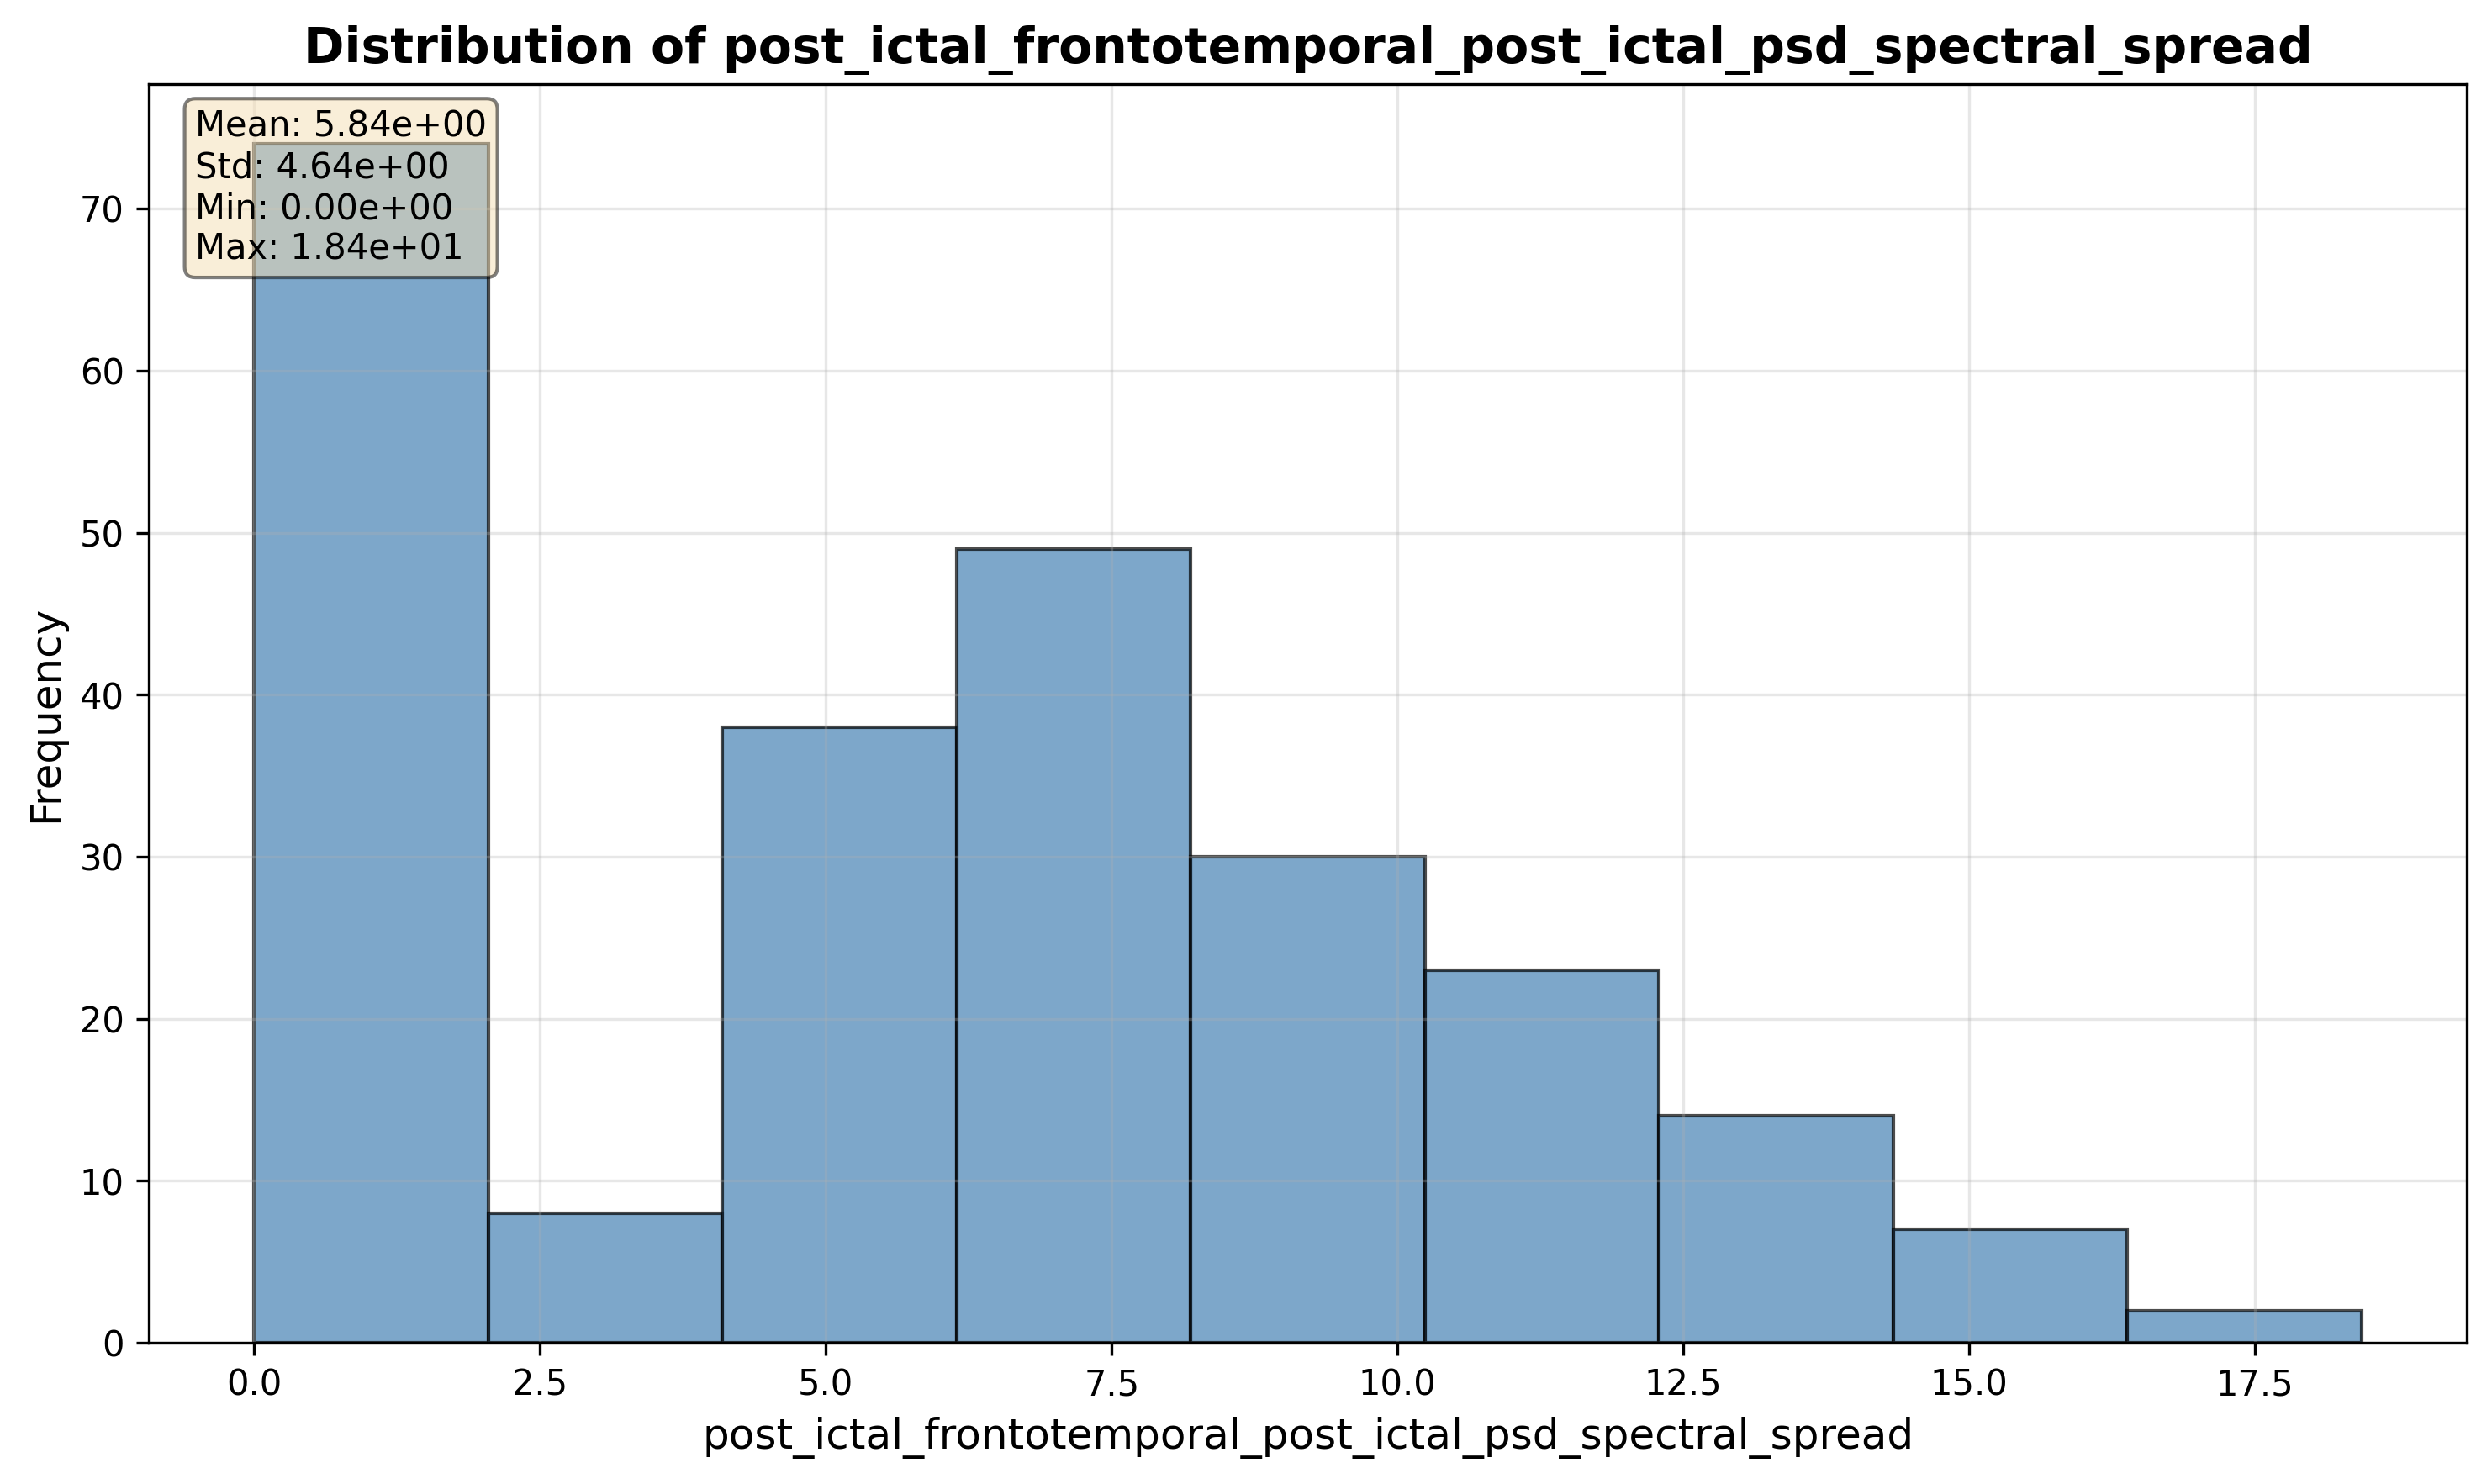 Distribution of post_ictal_frontotemporal_post_ictal_psd_spectral_spread
Mean: 5.84e+00
Std: 4.64e+00
Min: 0.00e+00
Max: 1.84e+01
Frequency
70
60
50
40
30
20
10
0
0.0 2.5 5.0 7.5 10.0 12.5 15.0 17.5
post_ictal_frontotemporal_post_ictal_psd_spectral_spread